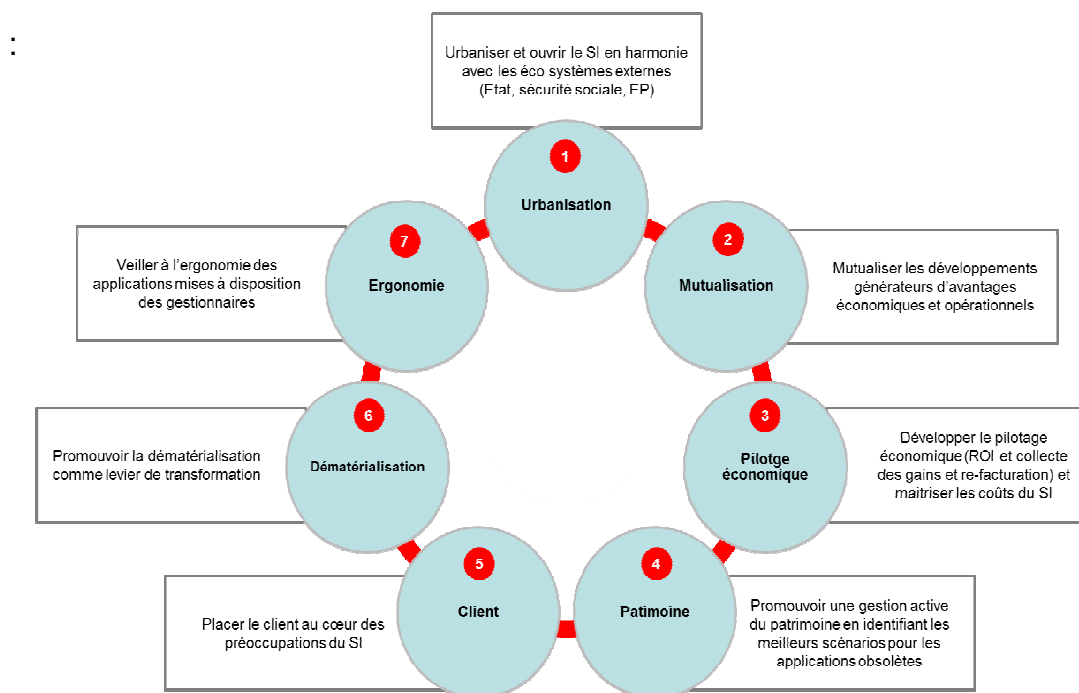 :
Urbaniser et ouvrir le SI en harmonie
avec les éco systèmes externes
(Etat, sécurité sociale, EP)
1
Urbanisation
2
Mutualisation
Mutualiser les développements
générateurs d'avantages
économiques et opérationnels
3
Pilotge
économique
Développer le pilotage
économique (ROI et collecte
des gains et re-facturation) et
maitriser les coûts du SI
4
Patimoine
Promouvoir une gestion active
du patrimoine en identifiant les
meilleurs scénarios pour les
applications obsolètes
5
Client
Placer le client au cœur des
préoccupations du SI
6
Dématérialisation
Promouvoir la dématérialisation
comme levier de transformation
7
Ergonomie
Veiller à l'ergonomie des
applications mises à disposition
des gestionnaires